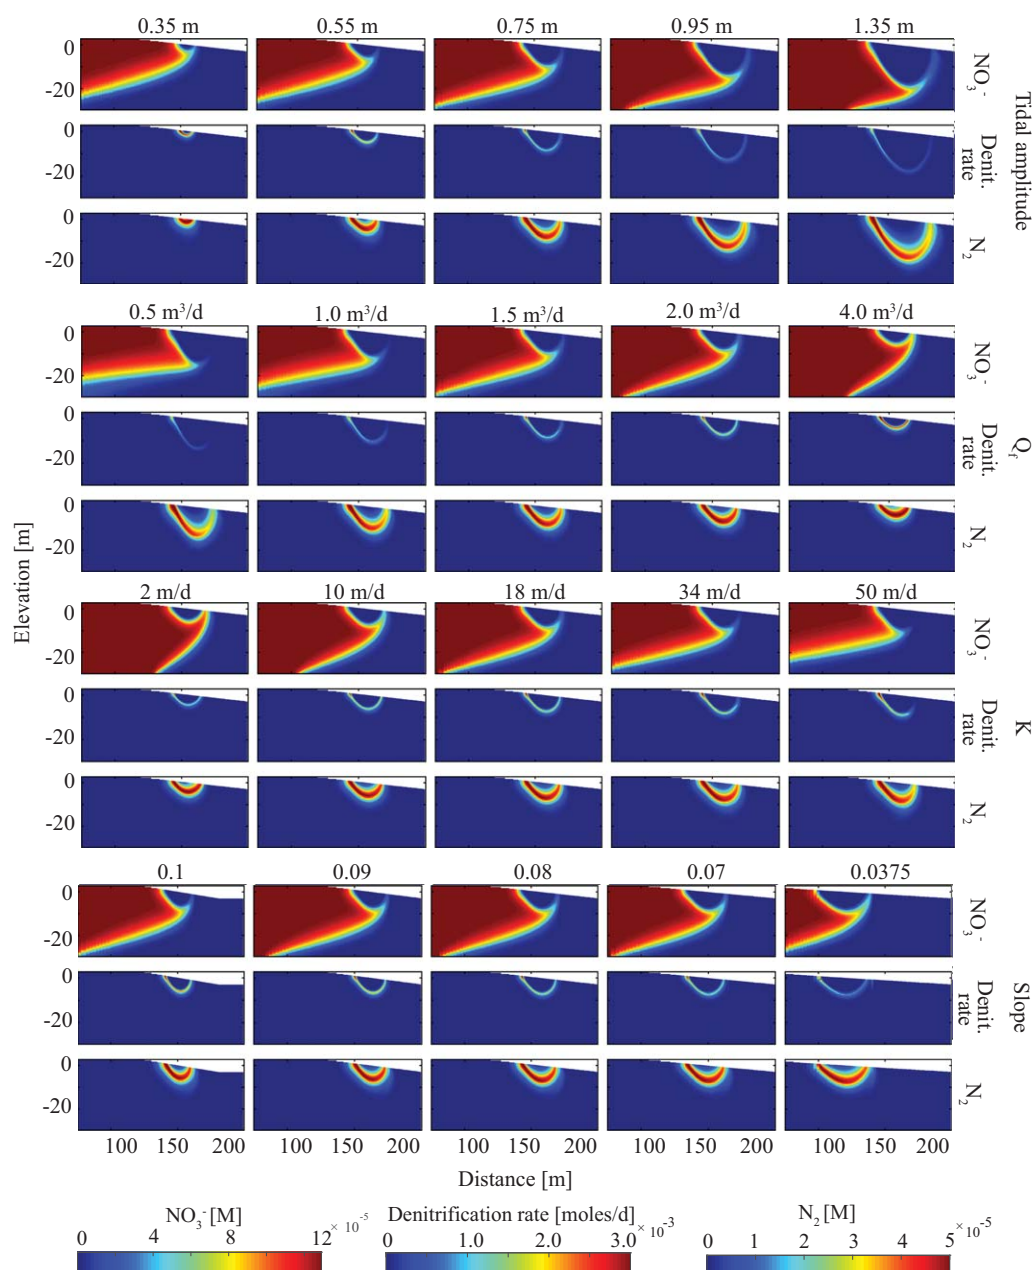 0.35 m 0.55 m 0.75 m 0.95 m 1.35 m
0
-20
NO₃⁻
0
-20
Denit.
rate
0
-20
N₂
Tidal amplitude
0.5 m³/d 1.0 m³/d 1.5 m³/d 2.0 m³/d 4.0 m³/d
0
-20
NO₃⁻
0
-20
Denit.
rate
0
-20
N₂
Q_f
2 m/d 10 m/d 18 m/d 34 m/d 50 m/d
0
-20
NO₃⁻
0
-20
Denit.
rate
0
-20
N₂
K
0.1 0.09 0.08 0.07 0.0375
0
-20
NO₃⁻
0
-20
Denit.
rate
0
-20
N₂
Slope
Elevation [m]
100 150 200 100 150 200 100 150 200 100 150 200 100 150 200
Distance [m]
NO₃⁻ [M]
0 4 8 12 × 10⁻⁵
Denitrification rate [moles/d]
0 1.0 2.0 3.0 × 10⁻³
N₂ [M]
0 1 2 3 4 5 × 10⁻⁵